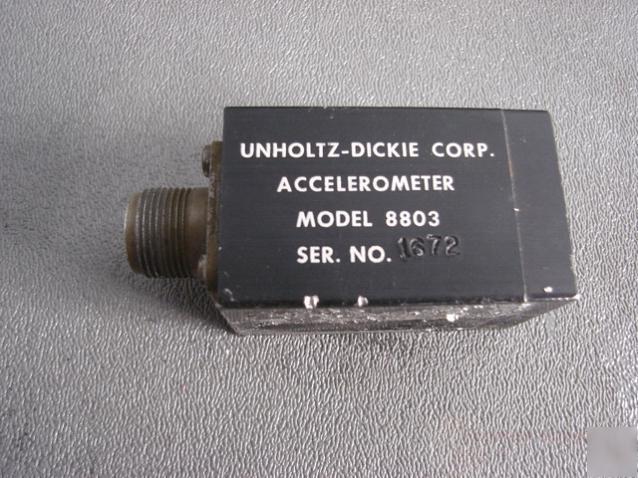 UNHOLTZ-DICKIE CORP.
ACCELEROMETER
MODEL 8803
SER. NO. 1672